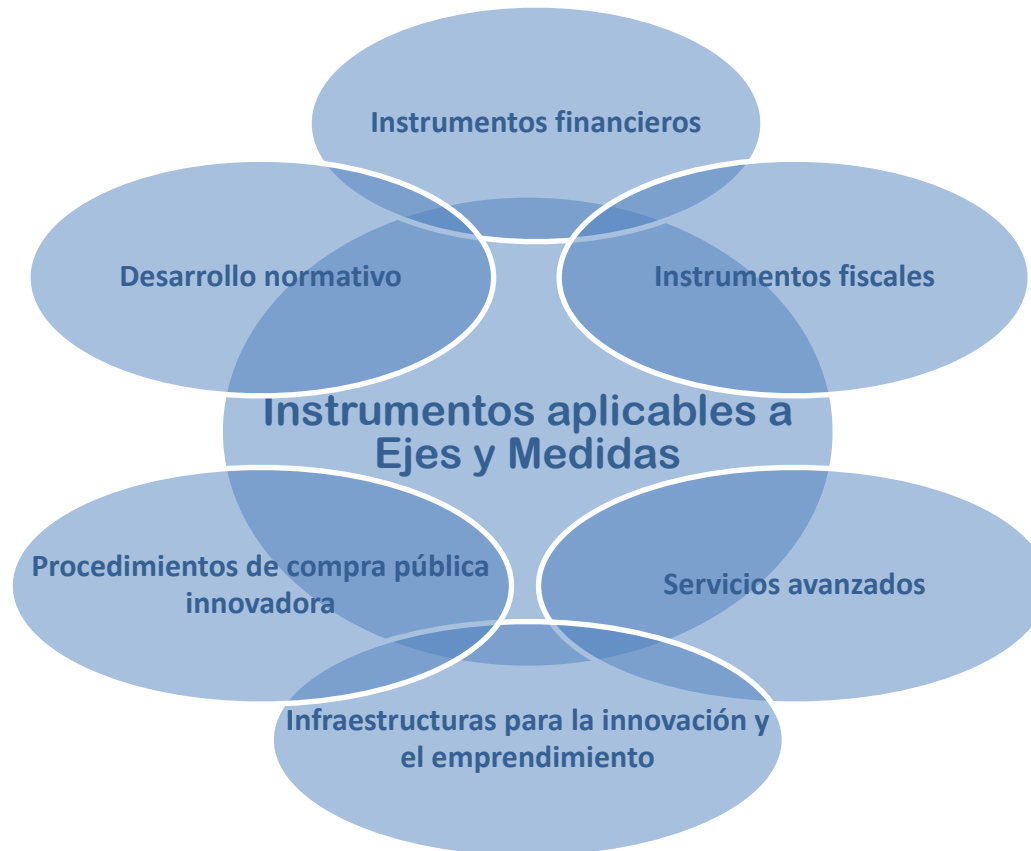 Instrumentos financieros
Desarrollo normativo
Instrumentos fiscales
Instrumentos aplicables a
Ejes y Medidas
Procedimientos de compra pública
innovadora
Servicios avanzados
Infraestructuras para la innovación y
el emprendimiento